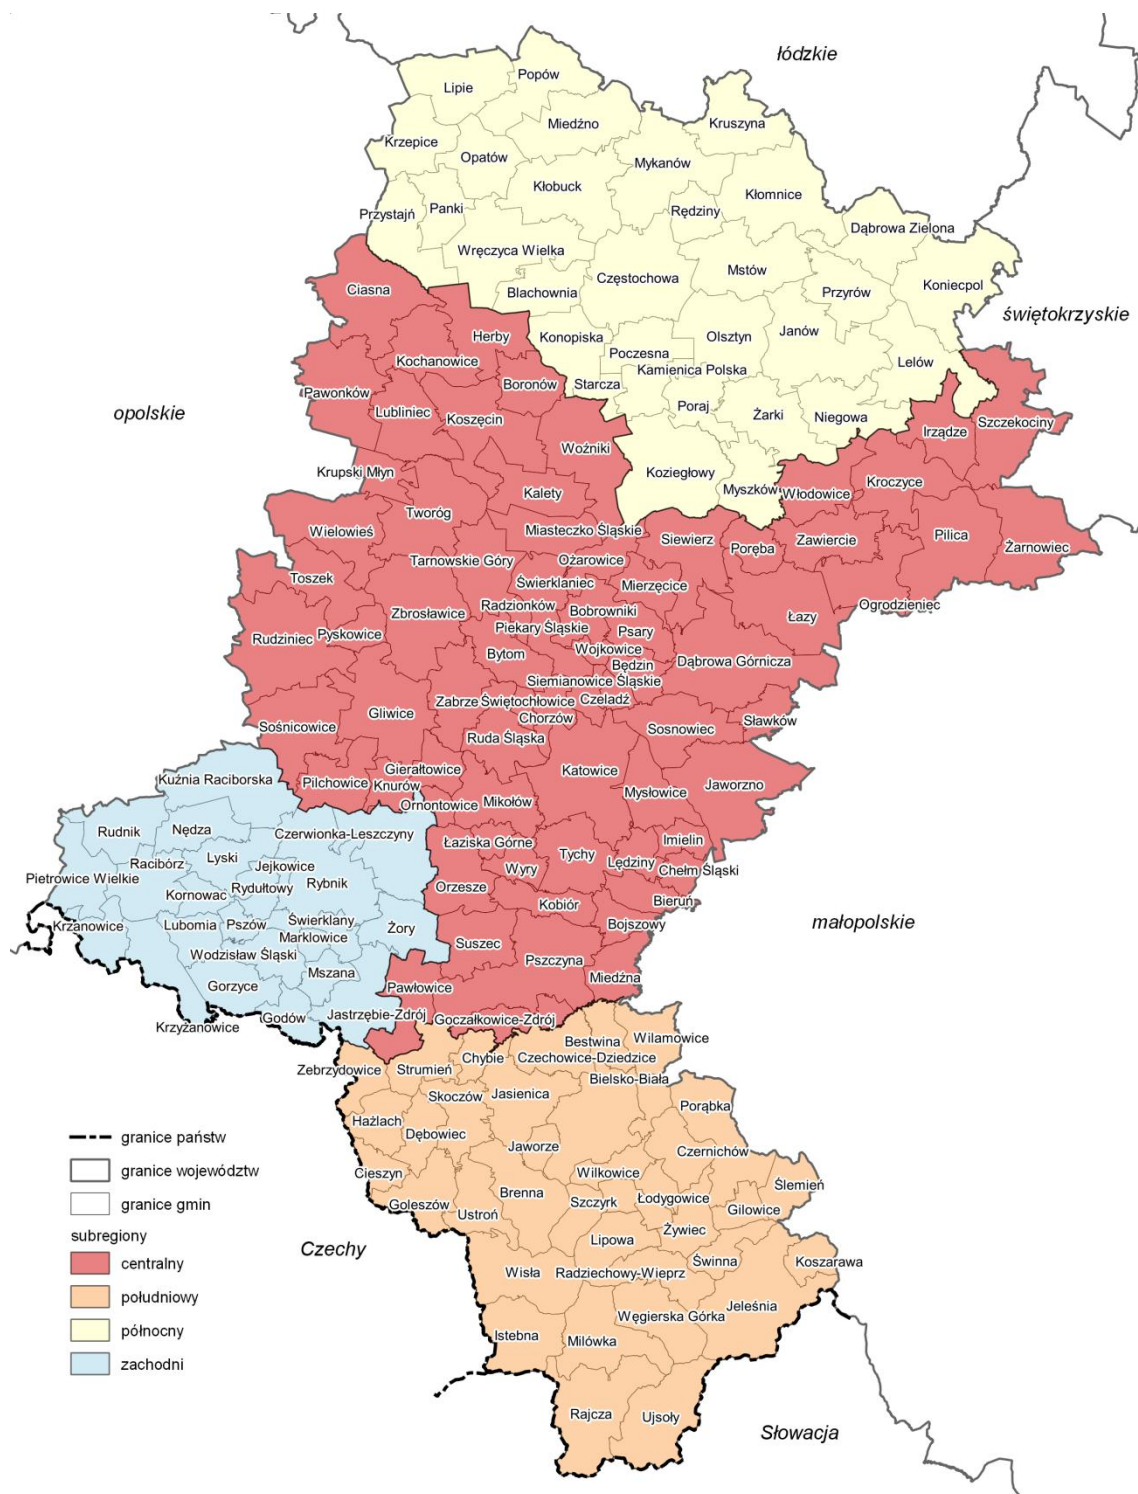 łódzkie
Popów
Lipie
Miedźno
Kruszyna
Krzepice
Opatów
Mykanów
Kłobuck
Kłomnice
Przystajń
Panki
Rędziny
Dąbrowa Zielona
Wręczyca Wielka
Częstochowa
Mstów
Ciasna
Blachownia
Przyrów
Koniecpol
świętokrzyskie
Herby
Konopiska
Olsztyn
Janów
Kochanowice
Poczesna
Lelów
Kamienica Polska
Boronów
Starcza
Pawonków
opolskie
Lubliniec
Koszęcin
Poraj
Żarki
Niegowa
Szczekociny
Irządze
Woźniki
Krupski Młyn
Koziegłowy
Kroczyce
Kalety
Myszków
Włodowice
Tworóg
Wielowieś
Miasteczko Śląskie
Siewierz
Poręba
Zawiercie
Pilica
Żarnowiec
Tarnowskie Góry
Ożarowice
Toszek
Świerklaniec
Mierzęcice
Radzionków
Bobrowniki
Ogrodzieniec
Zbrosławice
Łazy
Rudziniec
Pyskowice
Piekary Śląskie
Psary
Bytom
Wojkowice
Będzin
Dąbrowa Górnicza
Siemianowice Śląskie
Zabrze
Świętochłowice
Czeladź
Gliwice
Chorzów
Sośnicowice
Sosnowiec
Sławków
Ruda Śląska
Gierałtowice
Katowice
Kuźnia Raciborska
Pilchowice
Knurów
Mysłowice
Jaworzno
Ornontowice
Mikołów
Rudnik
Nędza
Czerwionka-Leszczyny
Łaziska Górne
Imielin
Racibórz
Lyski
Jejkowice
Wyry
Tychy
Lędziny
Chełm Śląski
Pietrowice Wielkie
Kornowac
Rydułtowy
Rybnik
Orzesze
Kobiór
Bieruń
Krzanowice
Lubomia
Pszów
Świerklany
Żory
Bojszowy
małopolskie
Marklowice
Suszec
Wodzisław Śląski
Pszczyna
Mszana
Miedźna
Gorzyce
Pawłowice
Krzyżanowice
Godów
Jastrzębie-Zdrój
Goczałkowice-Zdrój
Bestwina
Wilamowice
Zebrzydowice
Strumień
Chybie
Czechowice-Dziedzice
Bielsko-Biała
Skoczów
Jasienica
Porąbka
Hażlach
Dębowiec
Jaworze
Czernichów
Cieszyn
Wilkowice
Ślemień
Brenna
Szczyrk
Łodygowice
Goleszów
Ustroń
Gilowice
Żywiec
Lipowa
Czechy
Wisła
Radziechowy-Wieprz
Świnna
Koszarawa
Węgierska Górka
Jeleśnia
Istebna
Milówka
Rajcza
Ujsoły
Słowacja
granice państw
granice województw
granice gmin
subregiony
centralny
południowy
północny
zachodni